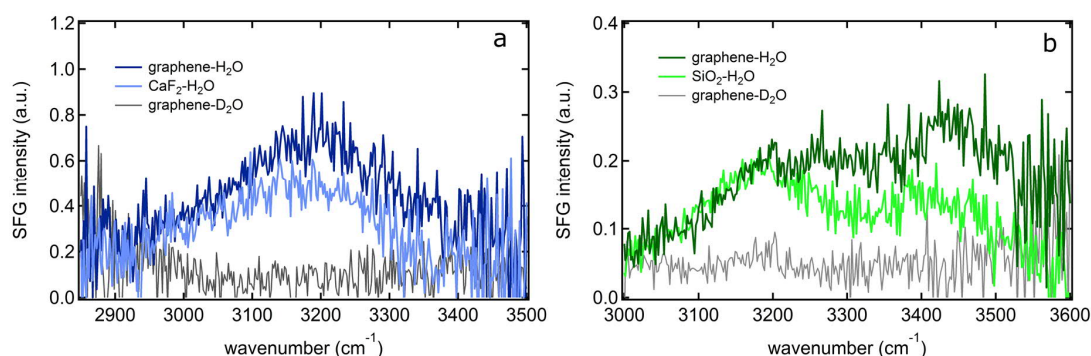 a
1.2
1.0
0.8
0.6
0.4
0.2
0.0
SFG intensity (a.u.)
graphene-H₂O
CaF₂-H₂O
graphene-D₂O
2900 3000 3100 3200 3300 3400 3500
wavenumber (cm⁻¹)
b
0.4
0.3
0.2
0.1
0.0
SFG intensity (a.u.)
graphene-H₂O
SiO₂-H₂O
graphene-D₂O
3000 3100 3200 3300 3400 3500 3600
wavenumber (cm⁻¹)